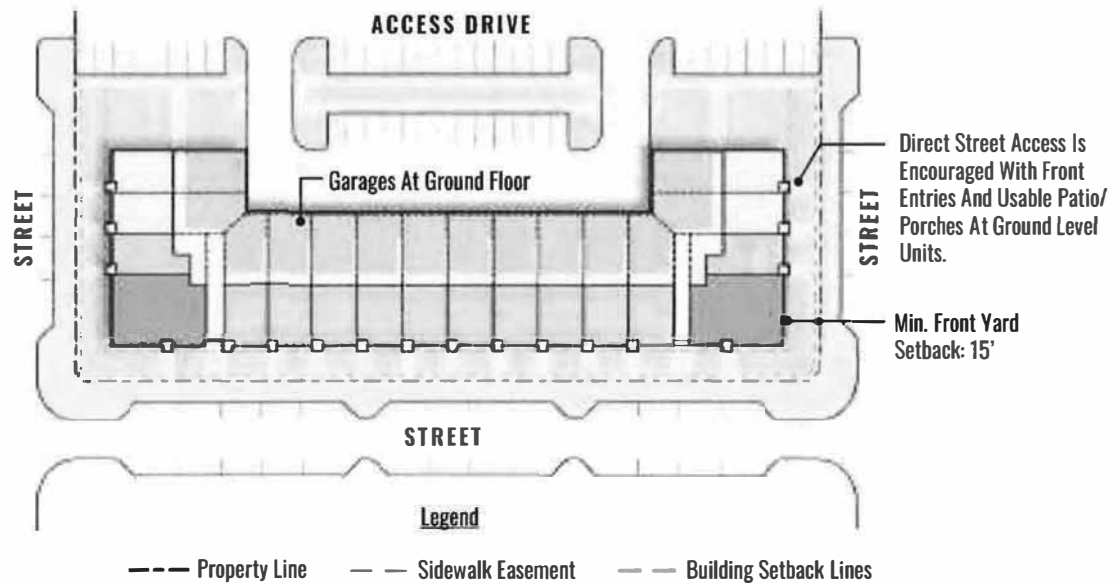 ACCESS DRIVE
Garages At Ground Floor
Direct Street Access Is
Encouraged With Front
Entries And Usable Patio/
Porches At Ground Level
Units.
STREET
STREET
Min. Front Yard
Setback: 15'
STREET
Legend
Property Line
Sidewalk Easement
Building Setback Lines